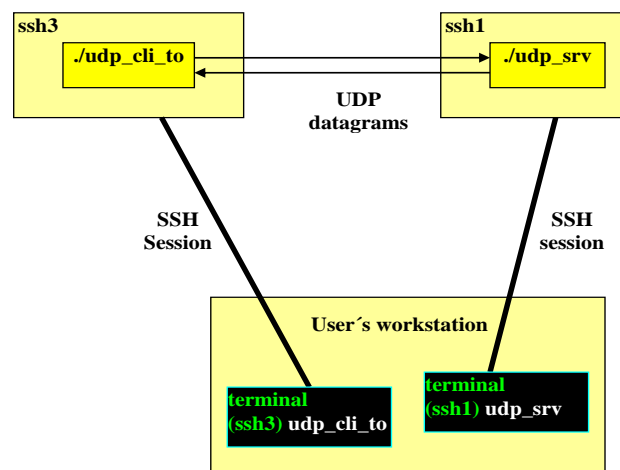 ssh3
ssh1
./udp_cli_to
./udp_srv
UDP
datagrams
SSH
Session
SSH
session
User´s workstation
terminal
(ssh3) udp_cli_to
terminal
(ssh1) udp_srv